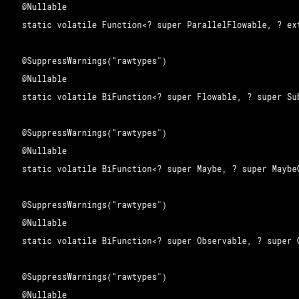 @Nullable
static volatile Function<? super ParallelFlowable, ? ext
@SuppressWarnings("rawtypes")
@Nullable
static volatile BiFunction<? super Flowable, ? super Sub
@SuppressWarnings("rawtypes")
@Nullable
static volatile BiFunction<? super Maybe, ? super MaybeO
@SuppressWarnings("rawtypes")
@Nullable
static volatile BiFunction<? super Observable, ? super O
@SuppressWarnings("rawtypes")
@Nullable